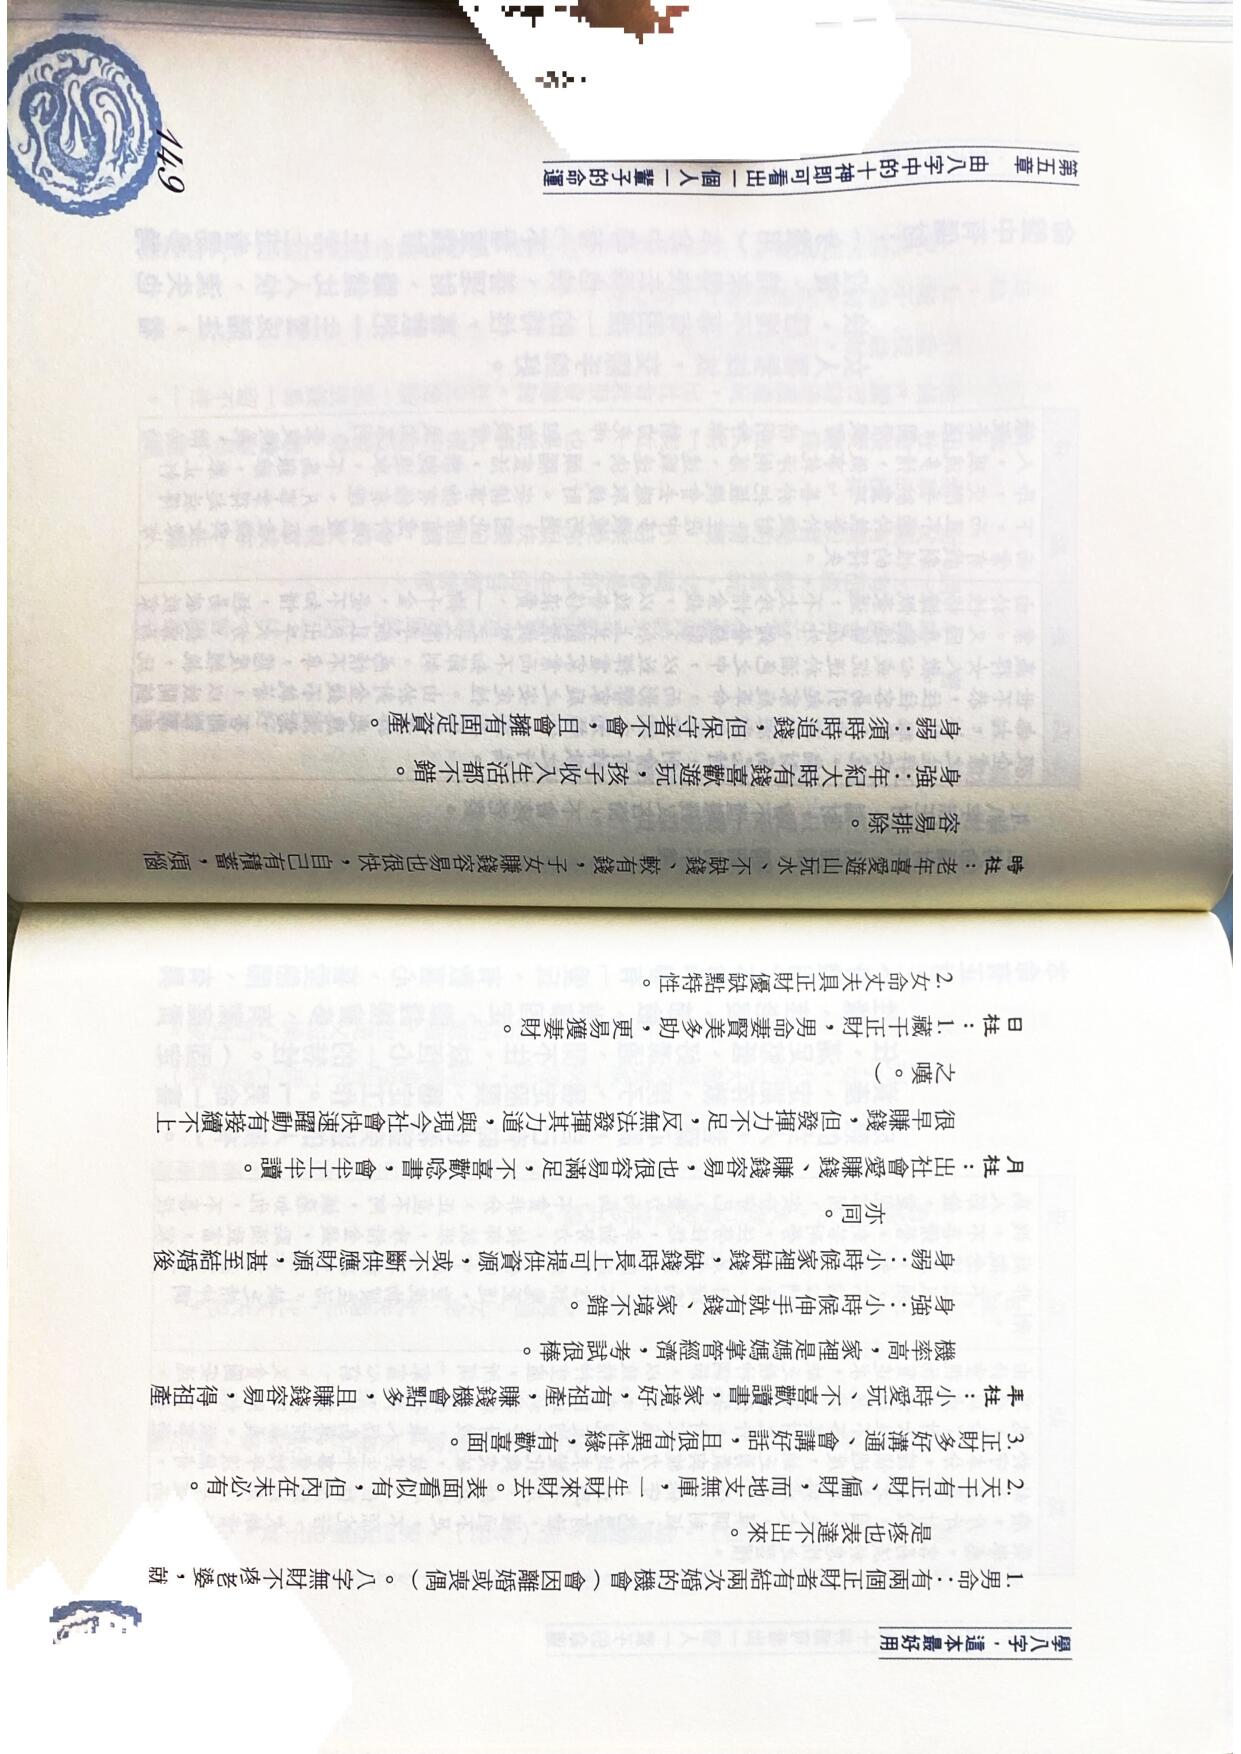 學八字，這本最好用
1.男命：有兩個正財者有結兩次婚的機會（會因離婚或喪偶）。八字無財不疼老婆，就
是疼也表達不出來。
2.天干有正財、偏財，而地支無庫，一生財來財去。表面看似有，但內在未必有。
3.正財多好溝通、會講好話，且很有異性緣，有歡喜面。
年柱：小時愛玩、不喜歡讀書，家境好，有祖產，賺錢機會點多，且賺錢容易，得祖產
機率高，家裡是媽媽掌管經濟，考試很棒。
身強：小時候伸手就有錢、家境不錯。
身弱：小時候家裡缺錢，缺錢時長上可提供資源，或不斷供應財源，甚至結婚後
亦同。
月柱：出社會愛賺錢、賺錢容易，也很容易滿足，不喜歡唸書，會半工半讀。
很早賺錢，但發揮力不足，反無法發揮其力道，與現今社會快速躍動有接續不上
之嘆。）
日柱：1.藏干正財，男命妻賢美多助，更易獲妻財。
2.女命丈夫具正財優缺點特性。
時柱：老年喜愛遊山玩水、不缺錢、較有錢，子女賺錢容易也很快，自己有積蓄，煩惱
容易排除。
身強：年紀大時有錢喜歡遊玩，孩子收入生活都不錯。
身弱：須時時追錢，但保守者不會，且會擁有固定資產。
第五章 由八字中的十神即可看出一個人一輩子的命運
149